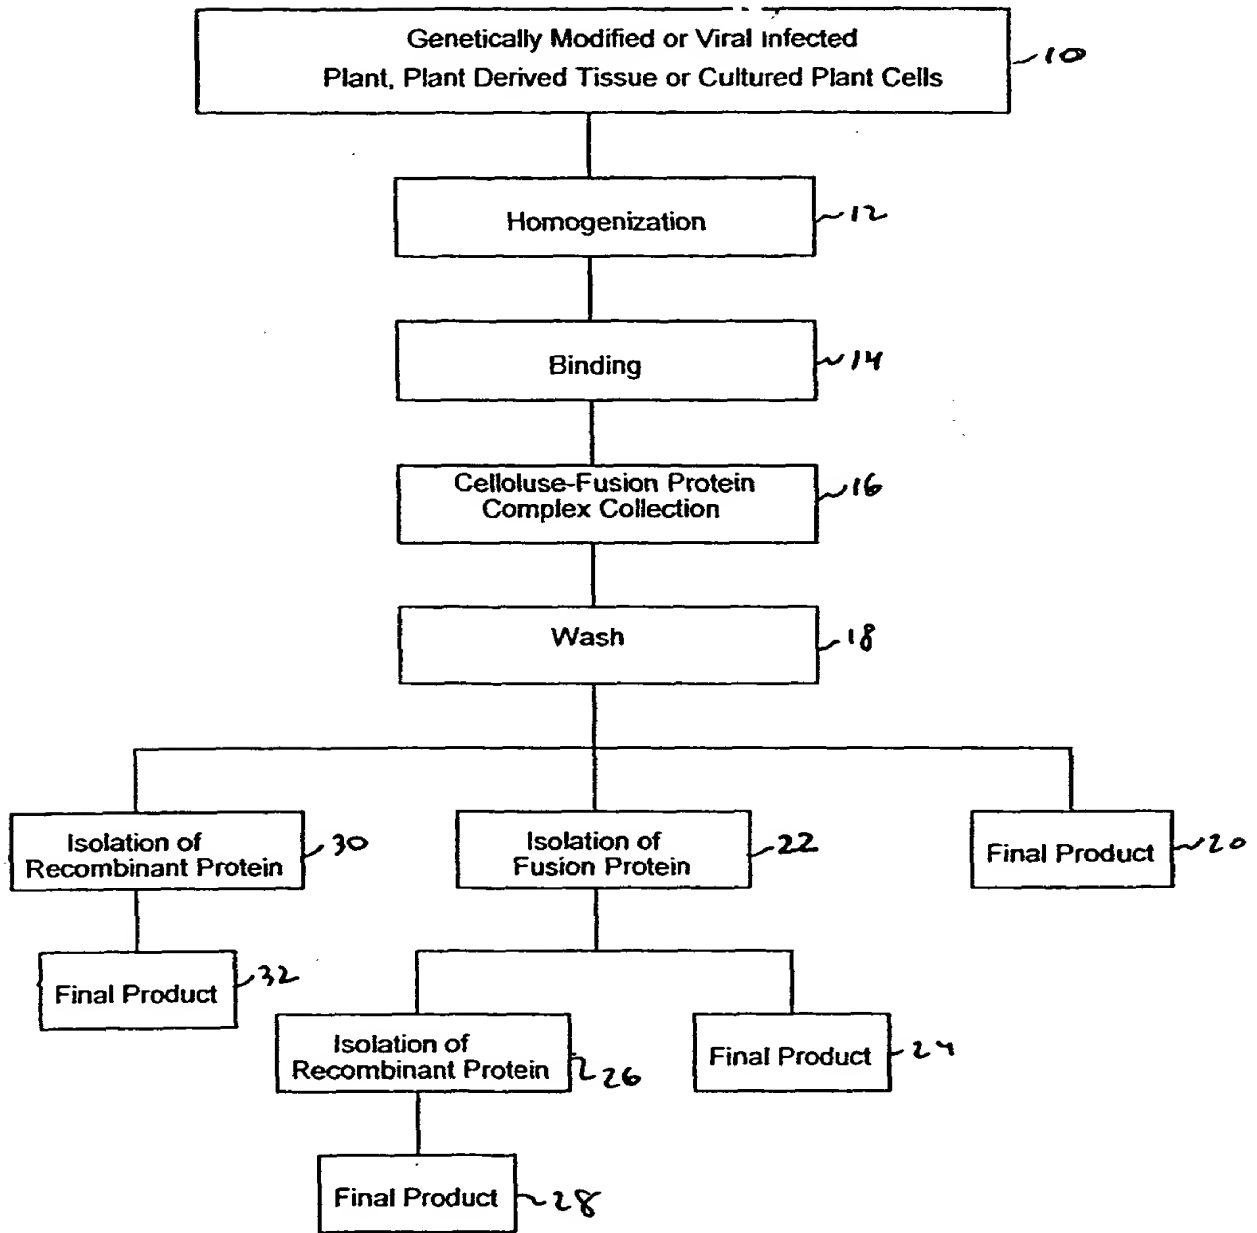 Genetically Modified or Viral Infected
Plant, Plant Derived Tissue or Cultured Plant Cells
10
Homogenization
12
Binding
14
Celloluse-Fusion Protein
Complex Collection
16
Wash
18
Isolation of
Recombinant Protein
30
Isolation of
Fusion Protein
22
Final Product
20
Final Product
32
Isolation of
Recombinant Protein
26
Final Product
24
Final Product
28